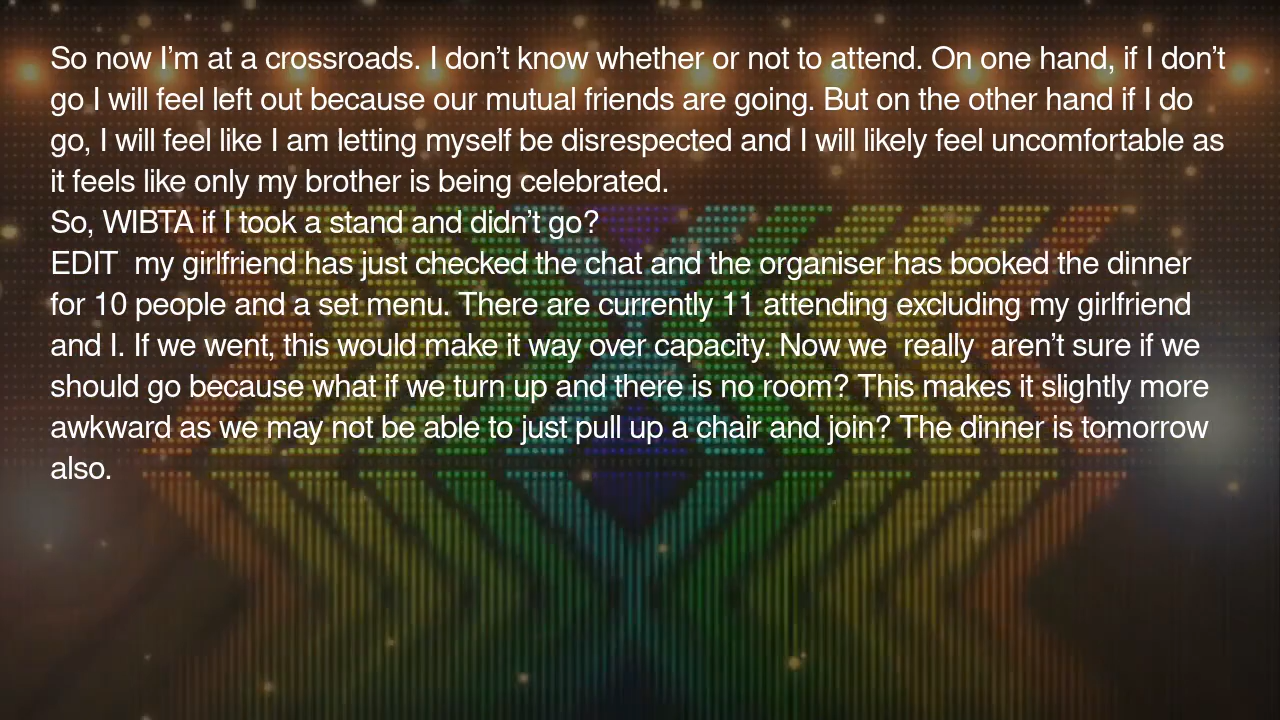 So now I’m at a crossroads. I don’t know whether or not to attend. On one hand, if I don’t
go I will feel left out because our mutual friends are going. But on the other hand if I do
go, I will feel like I am letting myself be disrespected and I will likely feel uncomfortable as
it feels like only my brother is being celebrated.
So, WIBTA if I took a stand and didn’t go?
EDIT  my girlfriend has just checked the chat and the organiser has booked the dinner
for 10 people and a set menu. There are currently 11 attending excluding my girlfriend
and I. If we went, this would make it way over capacity. Now we  really  aren’t sure if we
should go because what if we turn up and there is no room? This makes it slightly more
awkward as we may not be able to just pull up a chair and join? The dinner is tomorrow
also.